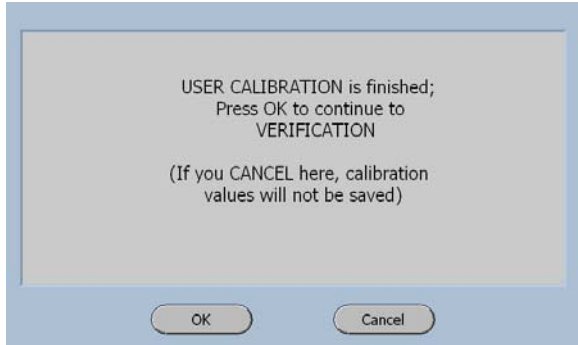 USER CALIBRATION is finished;
Press OK to continue to
VERIFICATION
(If you CANCEL here, calibration
values will not be saved)
OK
Cancel